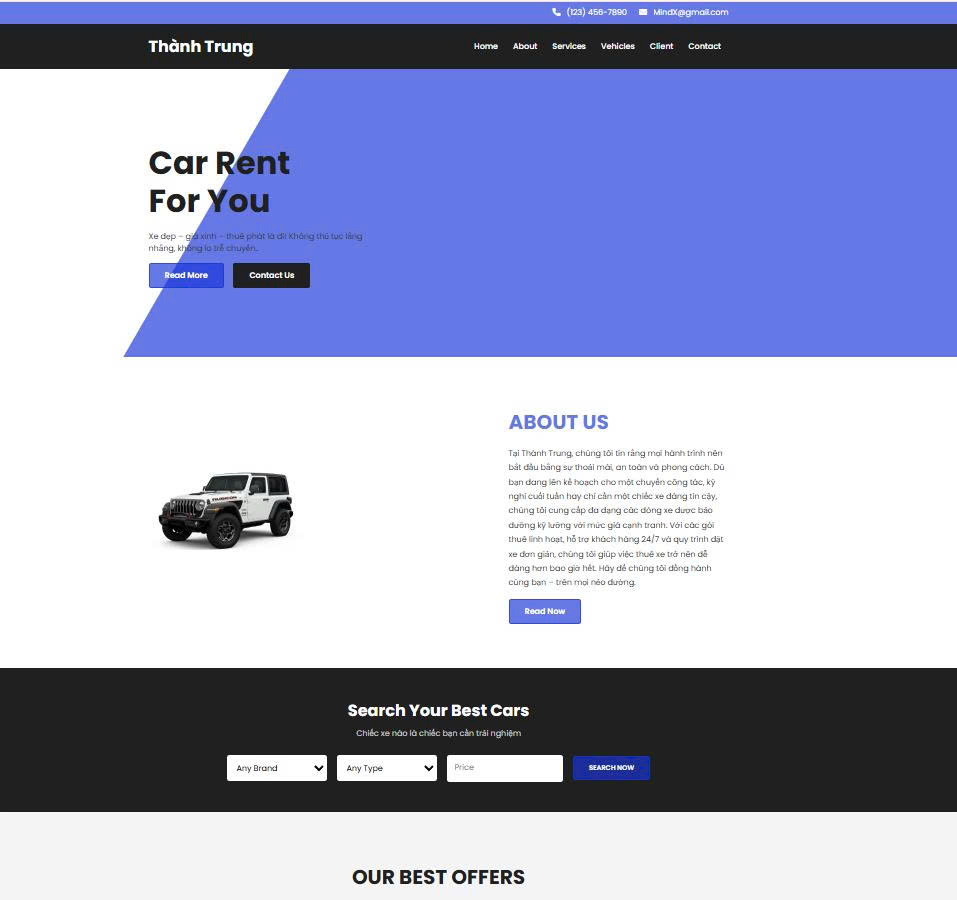 (123) 456-7890 MindX@gmail.com
Thành Trung
Home About Services Vehicles Client Contact
Car Rent
For You
Xe đẹp – giá xinh – thuê phát là đi! Không thủ tục lằng
nhằng, không lo trễ chuyến.
Read More Contact Us
ABOUT US
Tại Thành Trung, chúng tôi tin rằng mọi hành trình nên
bắt đầu bằng sự thoải mái, an toàn và phong cách. Dù
bạn đang lên kế hoạch cho một chuyến công tác, kỳ
nghỉ cuối tuần hay chỉ cần một chiếc xe đáng tin cậy,
chúng tôi cung cấp đa dạng các dòng xe được bảo
dưỡng kỹ lưỡng với mức giá cạnh tranh. Với các gói
thuê linh hoạt, hỗ trợ khách hàng 24/7 và quy trình đặt
xe đơn giản, chúng tôi giúp việc thuê xe trở nên dễ
dàng hơn bao giờ hết. Hãy để chúng tôi đồng hành
cùng bạn – trên mọi nẻo đường.
Read Now
RUBICON
Search Your Best Cars
Chiếc xe nào là chiếc bạn cần trải nghiệm
Any Brand Any Type Price SEARCH NOW
OUR BEST OFFERS